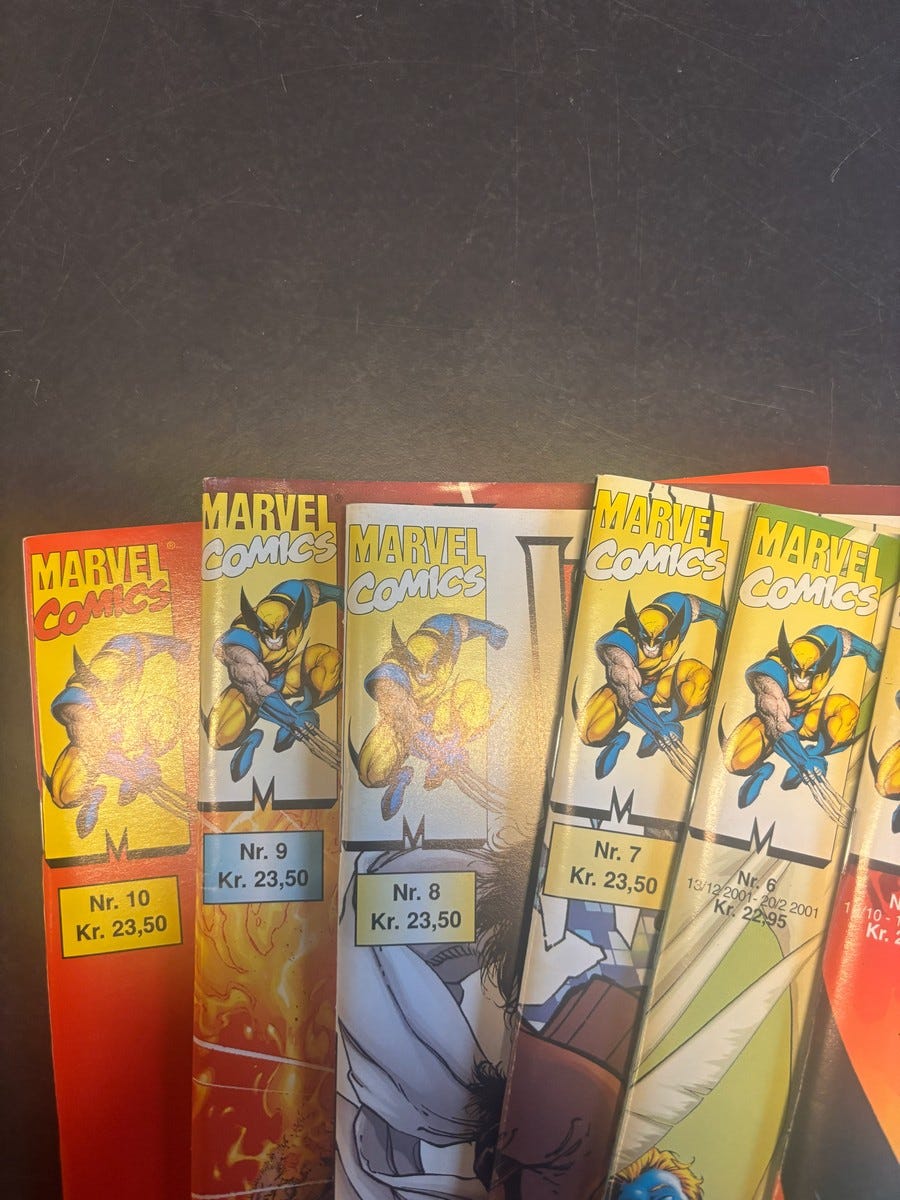 MARVEL®
COMICS
M
Nr. 10
Kr. 23,50
MARVEL®
COMICS
M
Nr. 9
Kr. 23,50
MARVEL
COMICS
M
Nr. 8
Kr. 23,50
MARVEL
COMICS
M
Nr. 7
Kr. 23,50
MARVEL
COMICS
M
Nr. 6
13/12 2001- 20/2 2001
Kr. 22,95